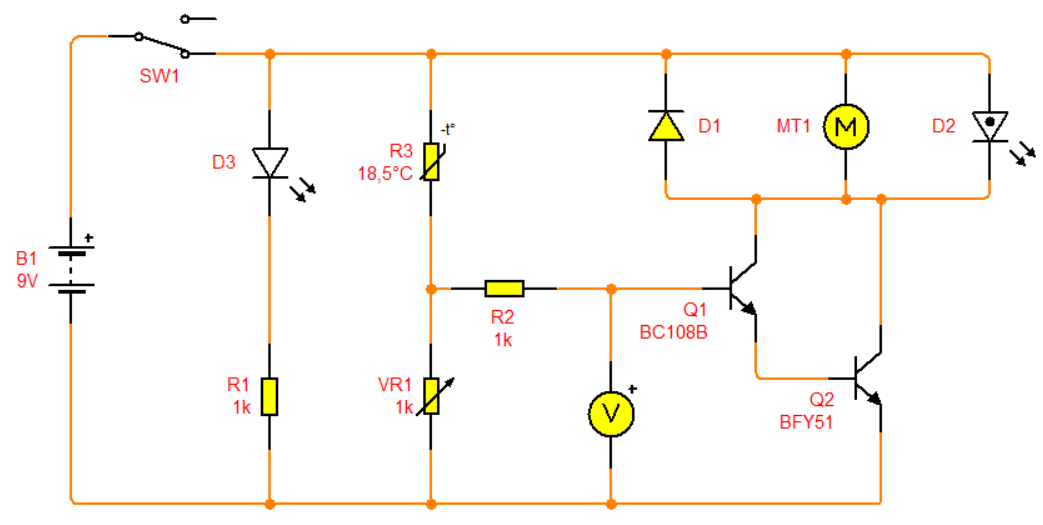 SW1
B1
9V
D3
R1
1k
-t°
R3
18,5°C
VR1
1k
R2
1k
+
V
+
D1
MT1
M
D2
Q1
BC108B
Q2
BFY51